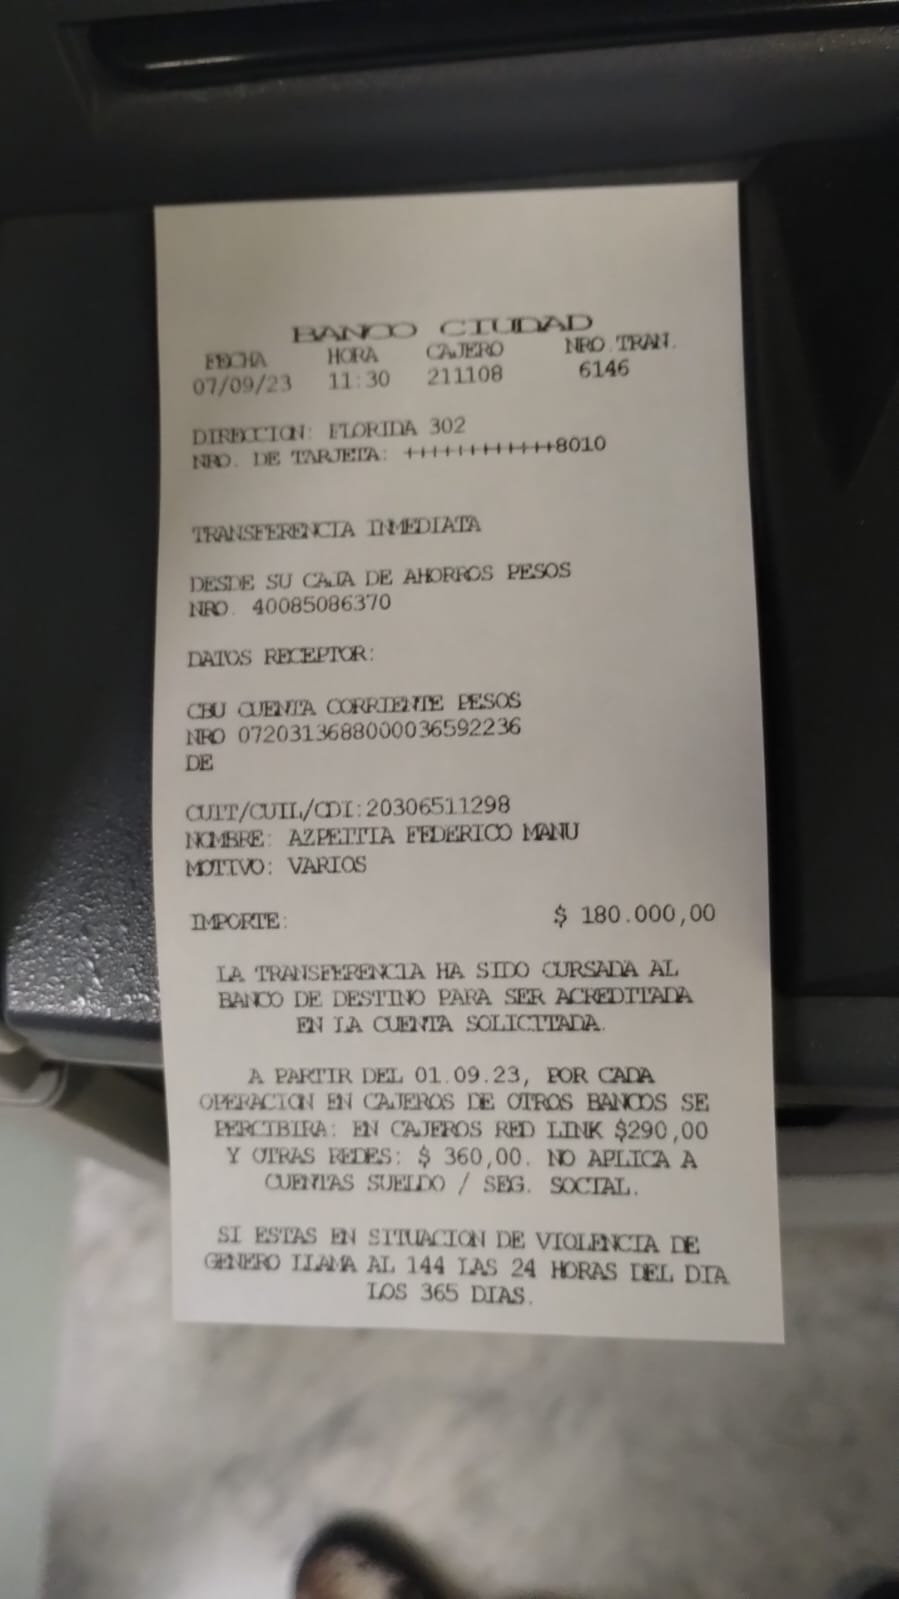 BANCO CIUDAD
FECHA HORA CAJERO NRO.TRAN.
07/09/23 11:30 211108 6146
DIRECCION: FLORIDA 302
NRO. DE TARJETA: ++++++++++++8010
TRANSFERENCIA INMEDIATA
DESDE SU CAJA DE AHORROS PESOS
NRO. 40085086370
DATOS RECEPTOR:
CBU CUENTA CORRIENTE PESOS
NRO 0720313688000036592236
DE
CUIT/CUIL/CDI:20306511298
NOMBRE: AZPEITIA FEDERICO MANU
MOTIVO: VARIOS
IMPORTE: $ 180.000,00
LA TRANSFERENCIA HA SIDO CURSADA AL
BANCO DE DESTINO PARA SER ACREDITADA
EN LA CUENTA SOLICITADA.
A PARTIR DEL 01.09.23, POR CADA
OPERACION EN CAJEROS DE OTROS BANCOS SE
PERCIBIRA: EN CAJEROS RED LINK $290,00
Y OTRAS REDES: $ 360,00. NO APLICA A
CUENTAS SUELDO / SEG. SOCIAL.
SI ESTAS EN SITUACION DE VIOLENCIA DE
GENERO LLAMA AL 144 LAS 24 HORAS DEL DIA
LOS 365 DIAS.